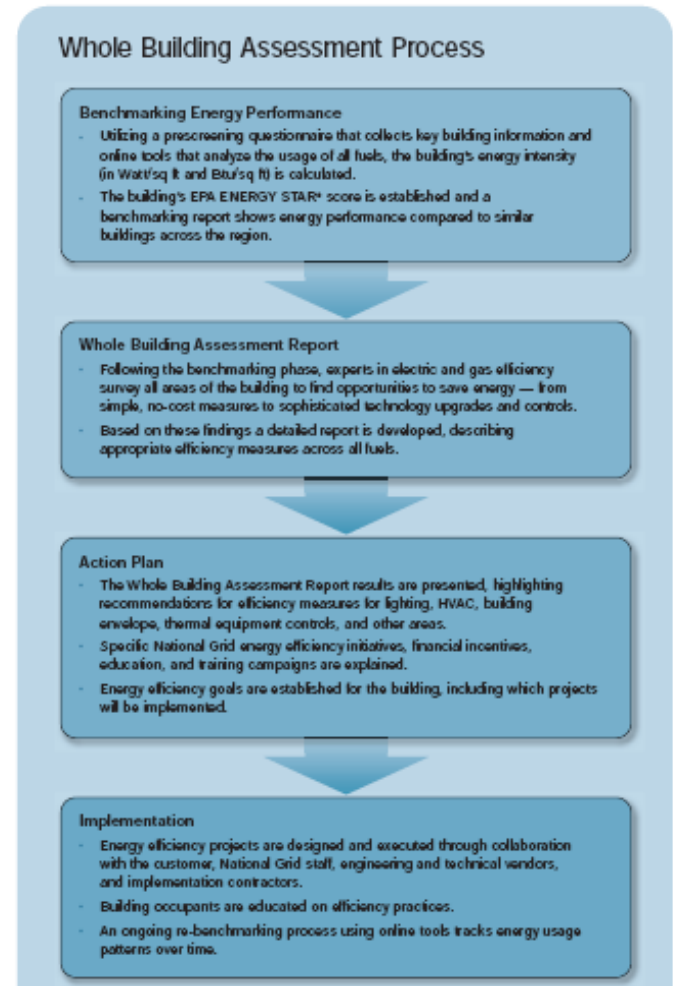 Whole Building Assessment Process
Benchmarking Energy Performance
- Utilizing a prescreening questionnaire that collects key building information and
online tools that analyze the usage of all fuels, the building's energy intensity
(in Watt/sq ft and Btu/sq ft) is calculated.
- The building's EPA ENERGY STAR® score is established and a
benchmarking report shows energy performance compared to similar
buildings across the region.
Whole Building Assessment Report
- Following the benchmarking phase, experts in electric and gas efficiency
survey all areas of the building to find opportunities to save energy — from
simple, no-cost measures to sophisticated technology upgrades and controls.
- Based on these findings a detailed report is developed, describing
appropriate efficiency measures across all fuels.
Action Plan
- The Whole Building Assessment Report results are presented, highlighting
recommendations for efficiency measures for lighting, HVAC, building
envelope, thermal equipment controls, and other areas.
- Specific National Grid energy efficiency initiatives, financial incentives,
education, and training campaigns are explained.
- Energy efficiency goals are established for the building, including which projects
will be implemented.
Implementation
- Energy efficiency projects are designed and executed through collaboration
with the customer, National Grid staff, engineering and technical vendors,
and implementation contractors.
- Building occupants are educated on efficiency practices.
- An ongoing re-benchmarking process using online tools tracks energy usage
patterns over time.